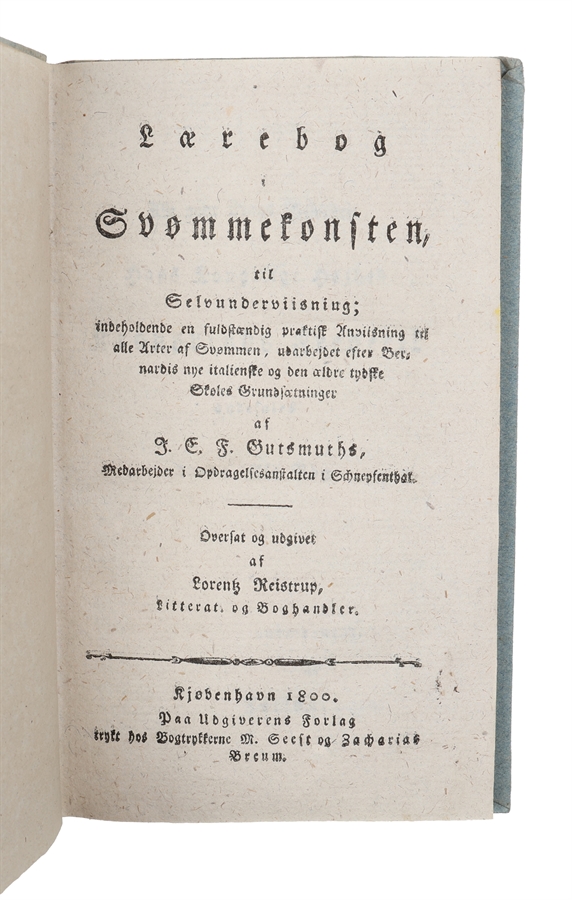 Lærebog
i
Svømmekonsten,
til
Selvunderviisning;
indeholdende en fuldstændig praktisk Anviisning til
alle Arter af Svømmen, udarbejdet efter Ber-
nardis nye italienske og den ældre tydske
Skoles Grundsætninger
af
J. C. F. Gutsmuths,
Medarbejder i Opdragelsesanstalten i Schnepfenthal.
Oversat og udgivet
af
Lorentz Reistrup,
Litterat. og Boghandler.
Kjøbenhavn 1800.
Paa Udgiverens Forlag
trykt hos Bogtrykkerne M. Seest og Zacharias
Breum.